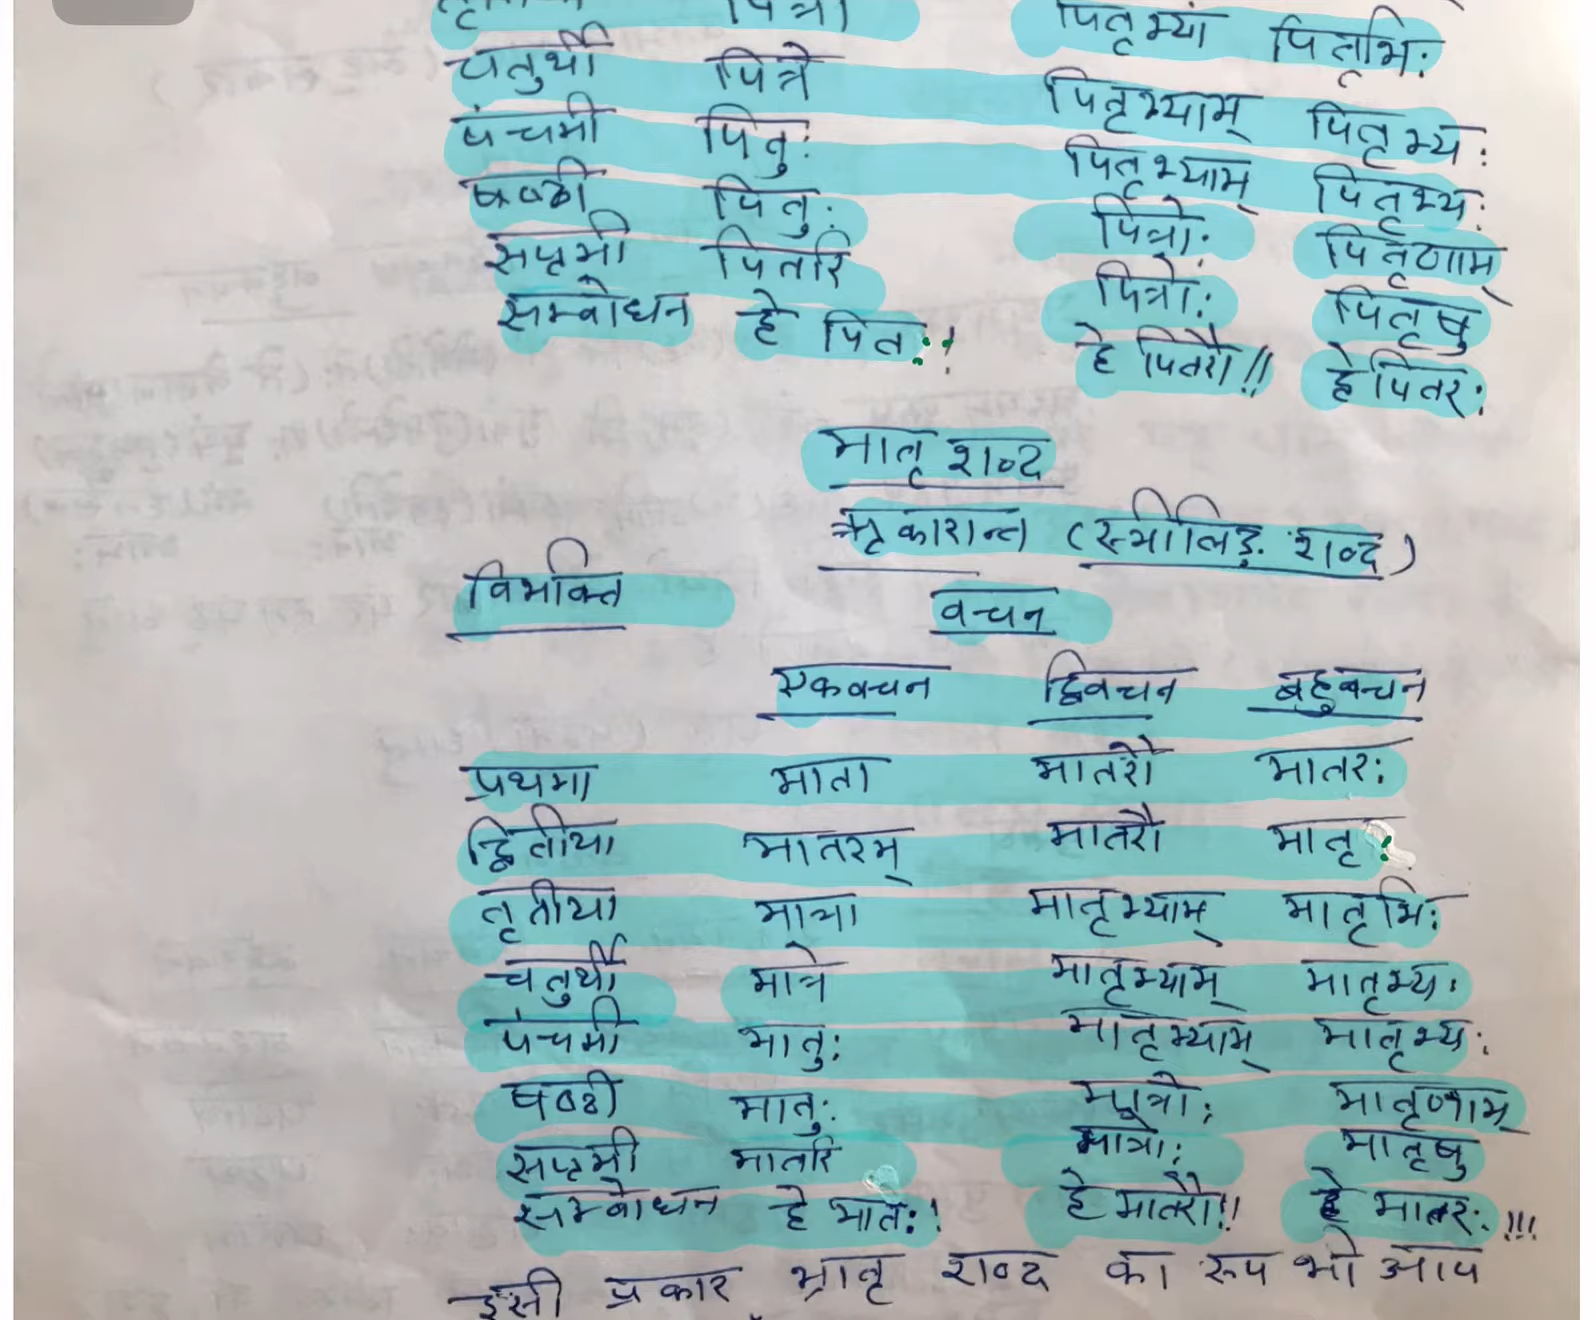 पित्रा पितृभ्यां पितृभिः
चतुर्थी पित्रे पितृभ्याम् पितृभ्यः
पंचमी पितुः पितृभ्याम् पितृभ्यः
षष्ठी पितुः पित्रोः पितृणाम्
सप्तमी पितरि पित्रोः पितृषु
सम्बोधन हे पितः! हे पितरौ!! हे पितरः
मातृ शब्द
ऋकारान्त (स्त्रीलिङ्ग शब्द)
विभक्ति वचन
एकवचन द्विवचन बहुवचन
प्रथमा माता मातरौ मातरः
द्वितीया मातरम् मातरौ मातृः
तृतीया मात्रा मातृभ्याम् मातृभिः
चतुर्थी मात्रे मातृभ्याम् मातृभ्यः
पंचमी मातुः मातृभ्याम् मातृभ्यः
षष्ठी मातुः मात्रोः मातृणाम्
सप्तमी मातरि मात्रोः मातृषु
सम्बोधन हे मातः! हे मातरौ!! हे मातरः!!!
इसी प्रकार भ्रातृ शब्द का रूप भी आप